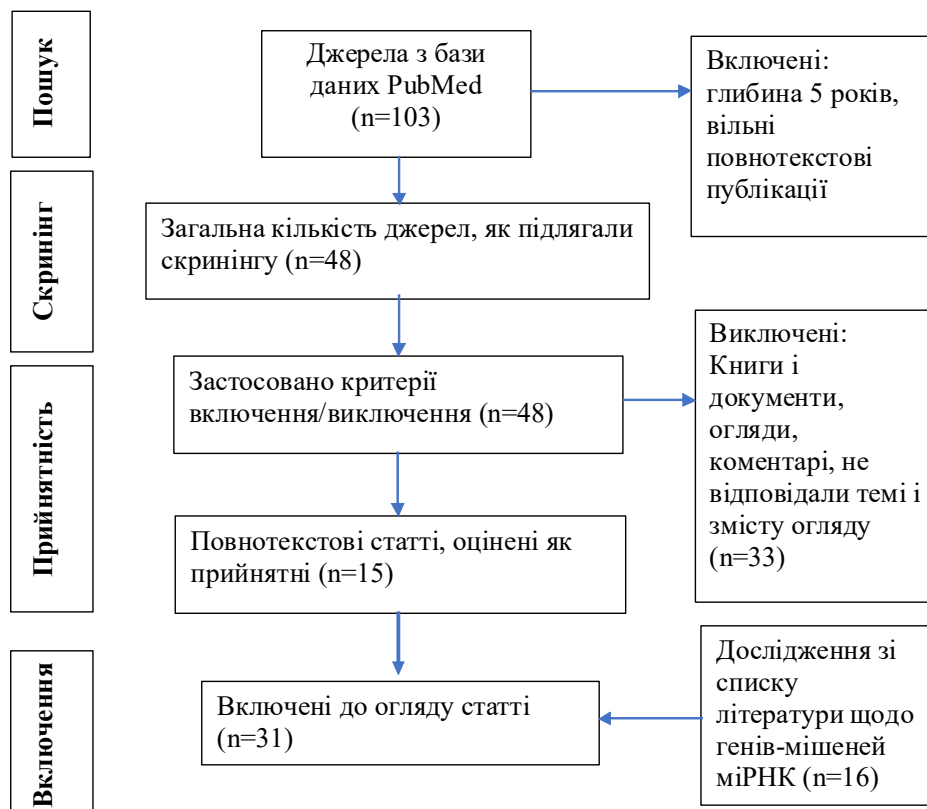 Пошук
Джерела з бази
даних PubMed
(n=103)
Включені:
глибина 5 років,
вільні
повнотекстові
публікації
Скринінг
Загальна кількість джерел, як підлягали
скринінгу (n=48)
Прийнятність
Застосовано критерії
включення/виключення (n=48)
Виключені:
Книги і
документи,
огляди,
коментарі, не
відповідали темі і
змісту огляду
(n=33)
Повнотекстові статті, оцінені як
прийнятні (n=15)
Включення
Включені до огляду статті
(n=31)
Дослідження зі
списку
літератури щодо
генів-мішеней
міРНК (n=16)